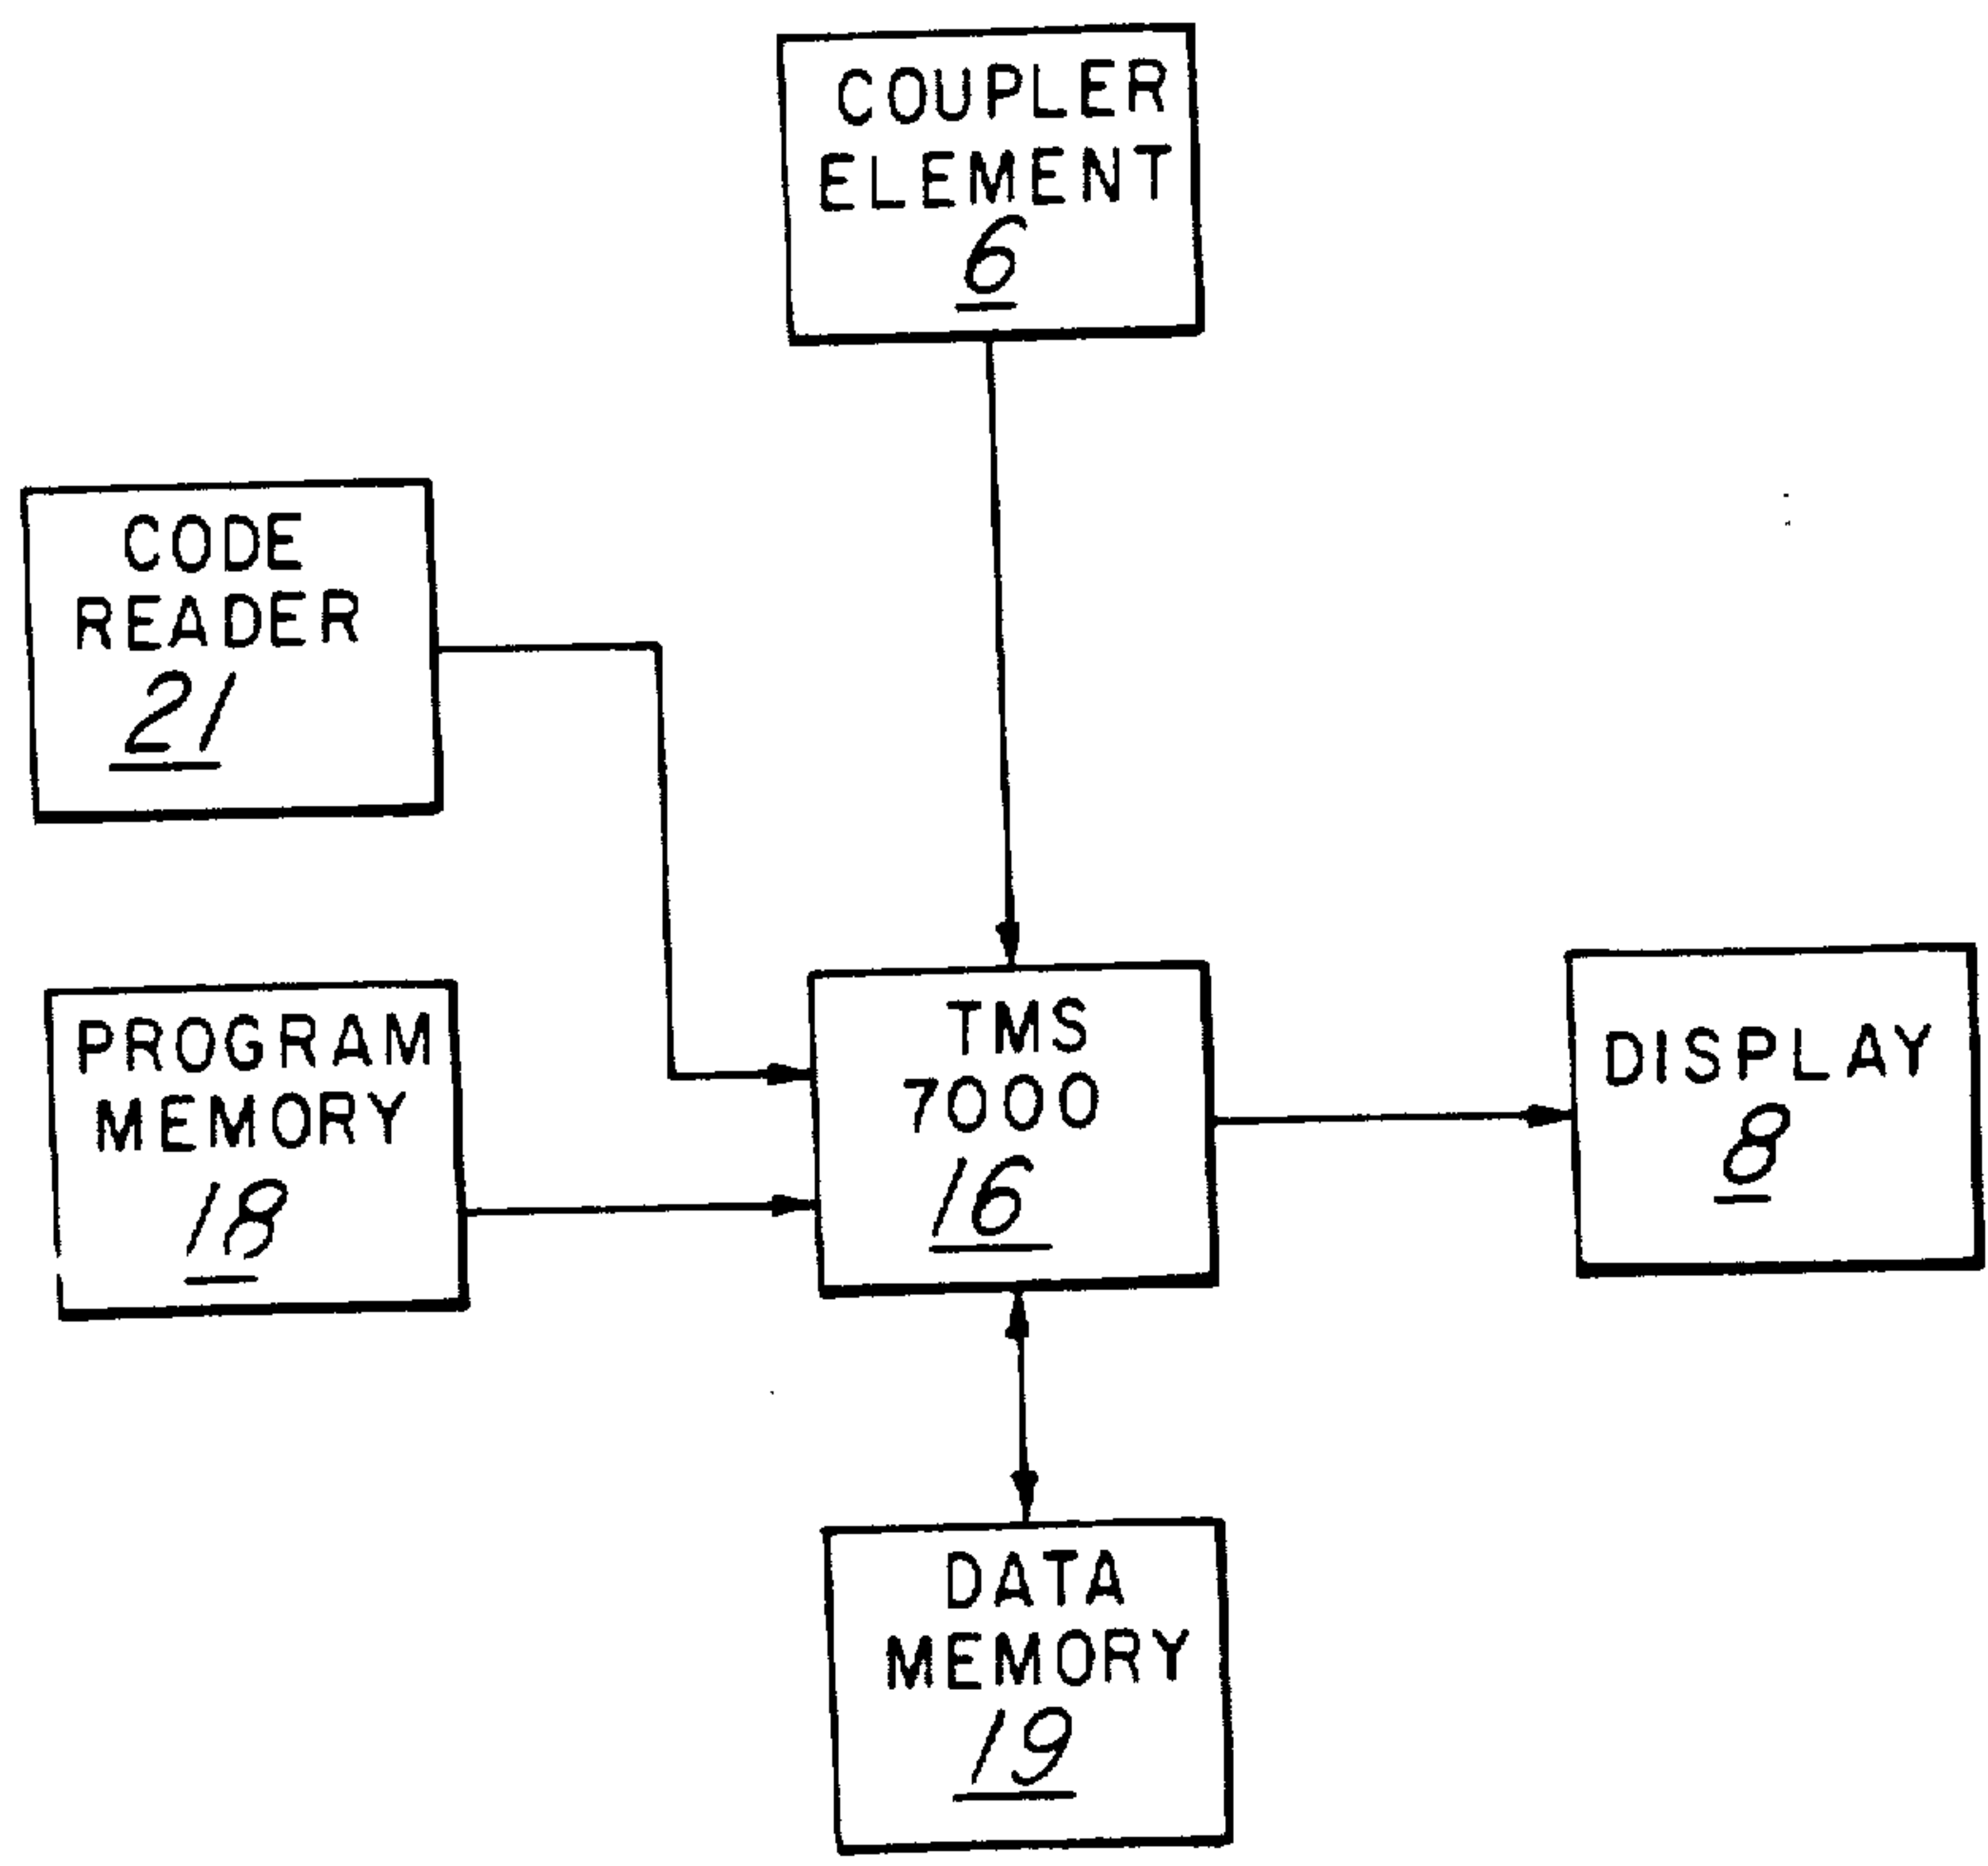 COUPLER
ELEMENT
6
CODE
READER
21
PROGRAM
MEMORY
18
TMS
7000
16
DISPLAY
8
DATA
MEMORY
19